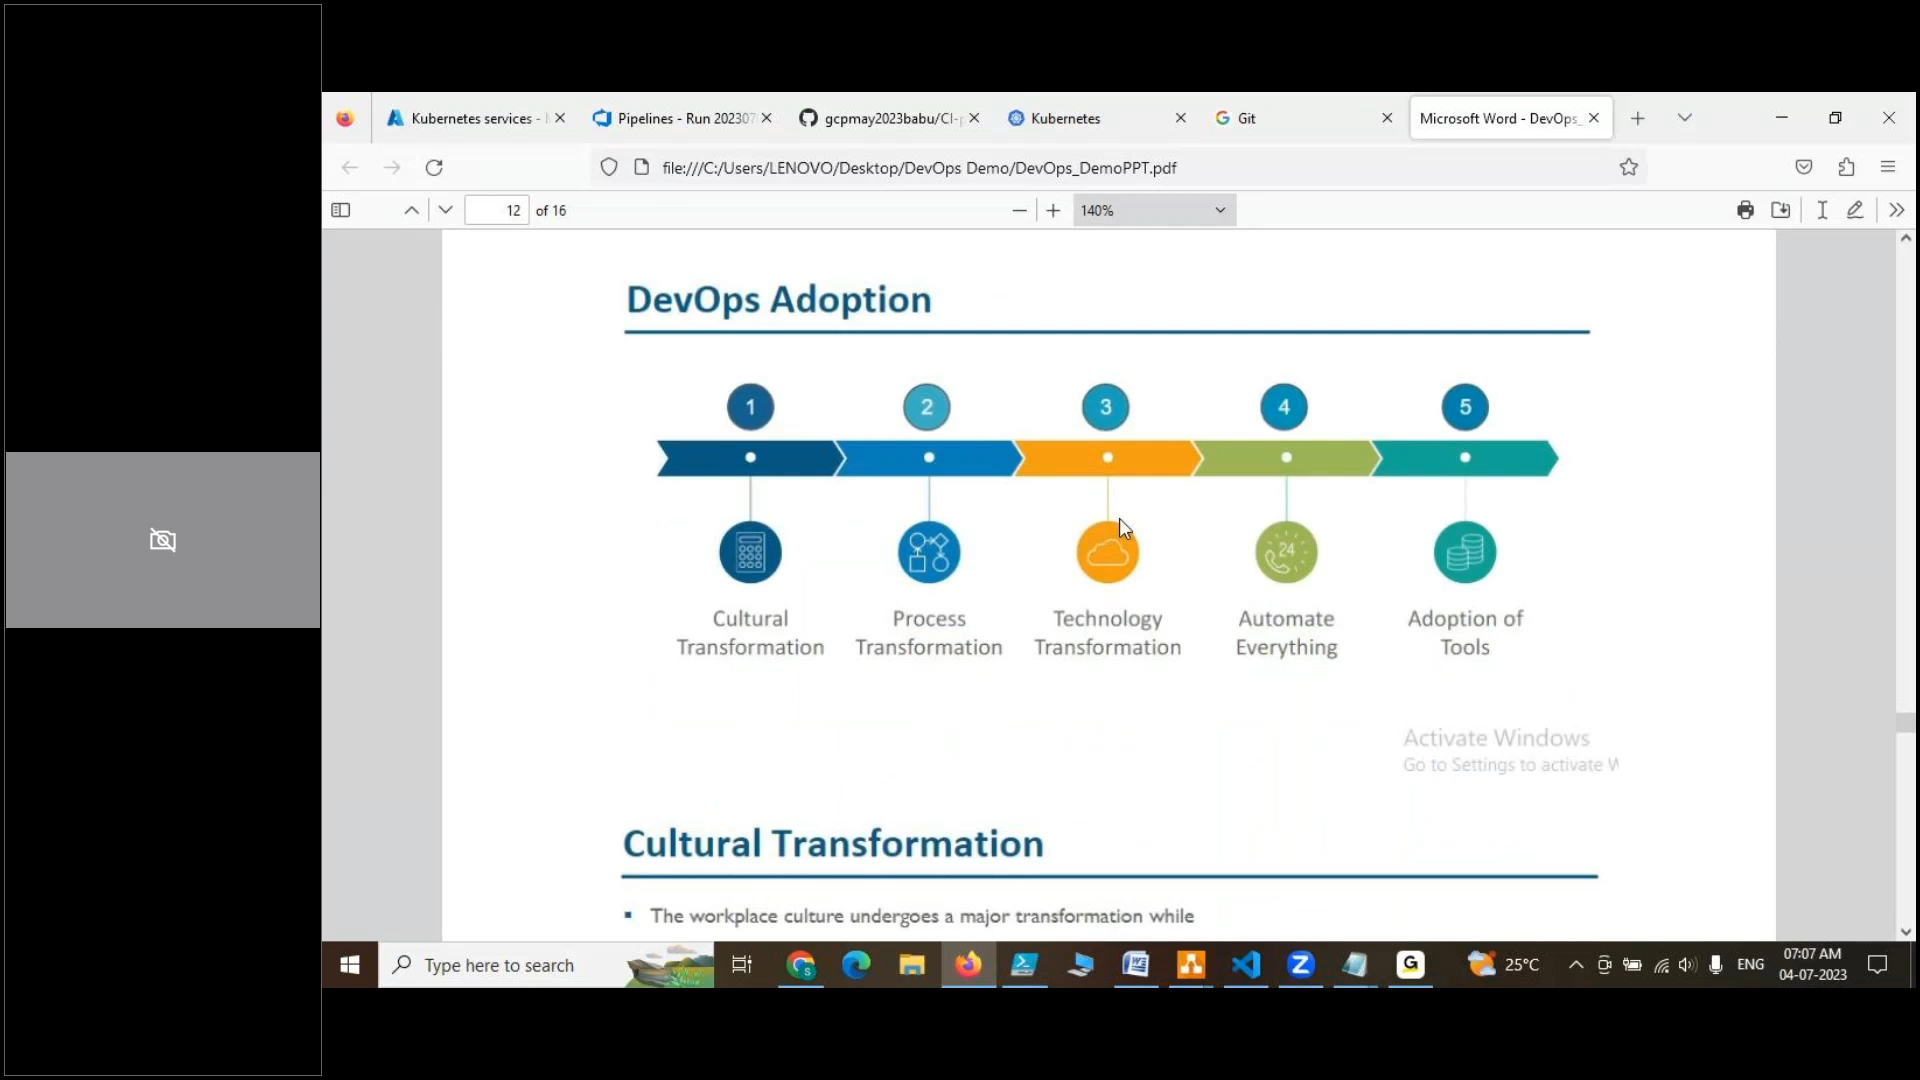 Kubernetes services -
Pipelines - Run 202307
gcpmay2023babu/CI-p
Kubernetes
Git
Microsoft Word - DevOps_
file:///C:/Users/LENOVO/Desktop/DevOps Demo/DevOps_DemoPPT.pdf
12 of 16
140%
DevOps Adoption
1 2 3 4 5
24
Cultural Transformation
Process Transformation
Technology Transformation
Automate Everything
Adoption of Tools
Activate Windows
Go to Settings to activate W
Cultural Transformation
▪ The workplace culture undergoes a major transformation while
Type here to search
25°C
ENG
07:07 AM
04-07-2023